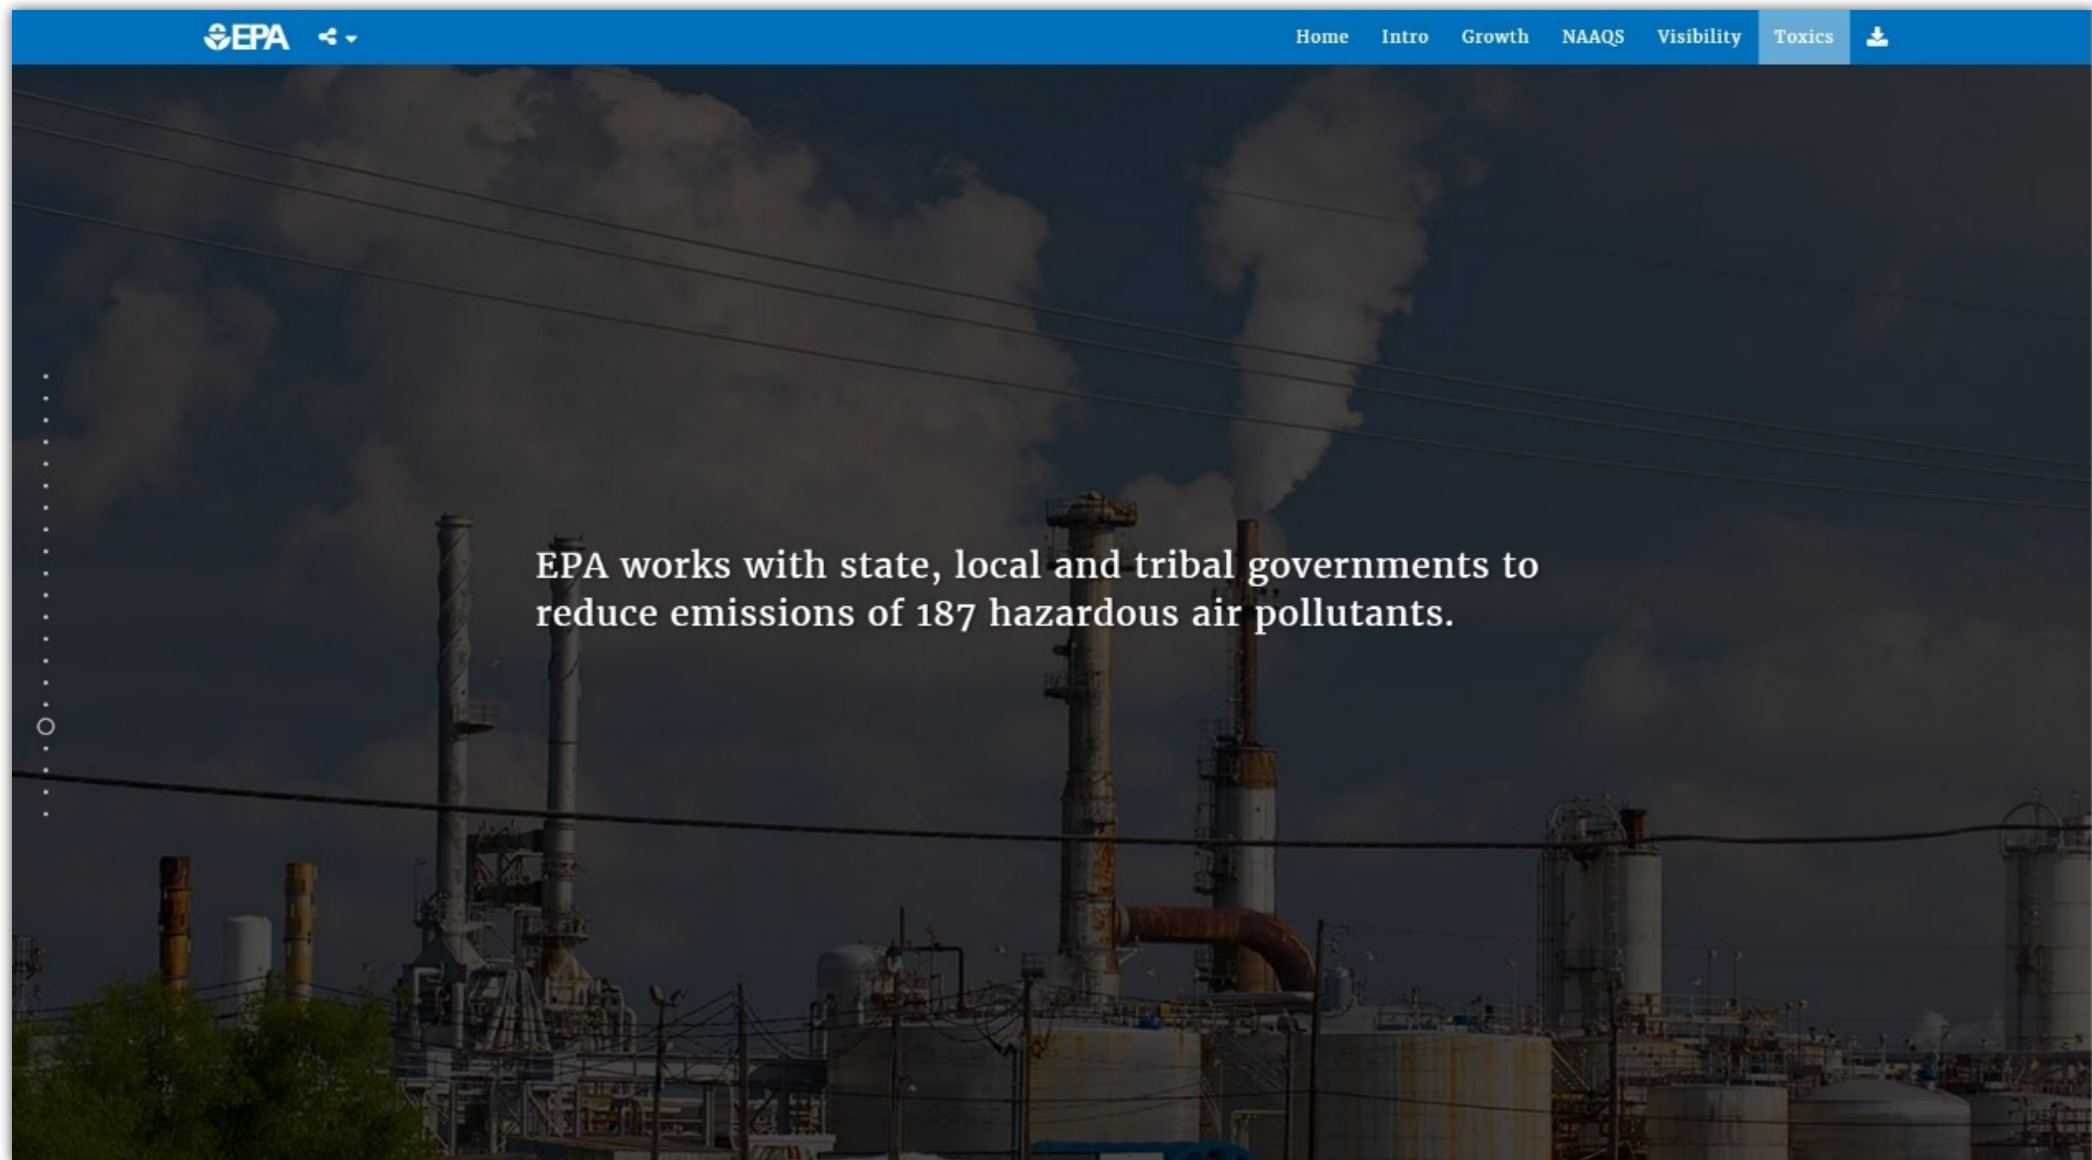 EPA
Home Intro Growth NAAQS Visibility Toxics
EPA works with state, local and tribal governments to
reduce emissions of 187 hazardous air pollutants.